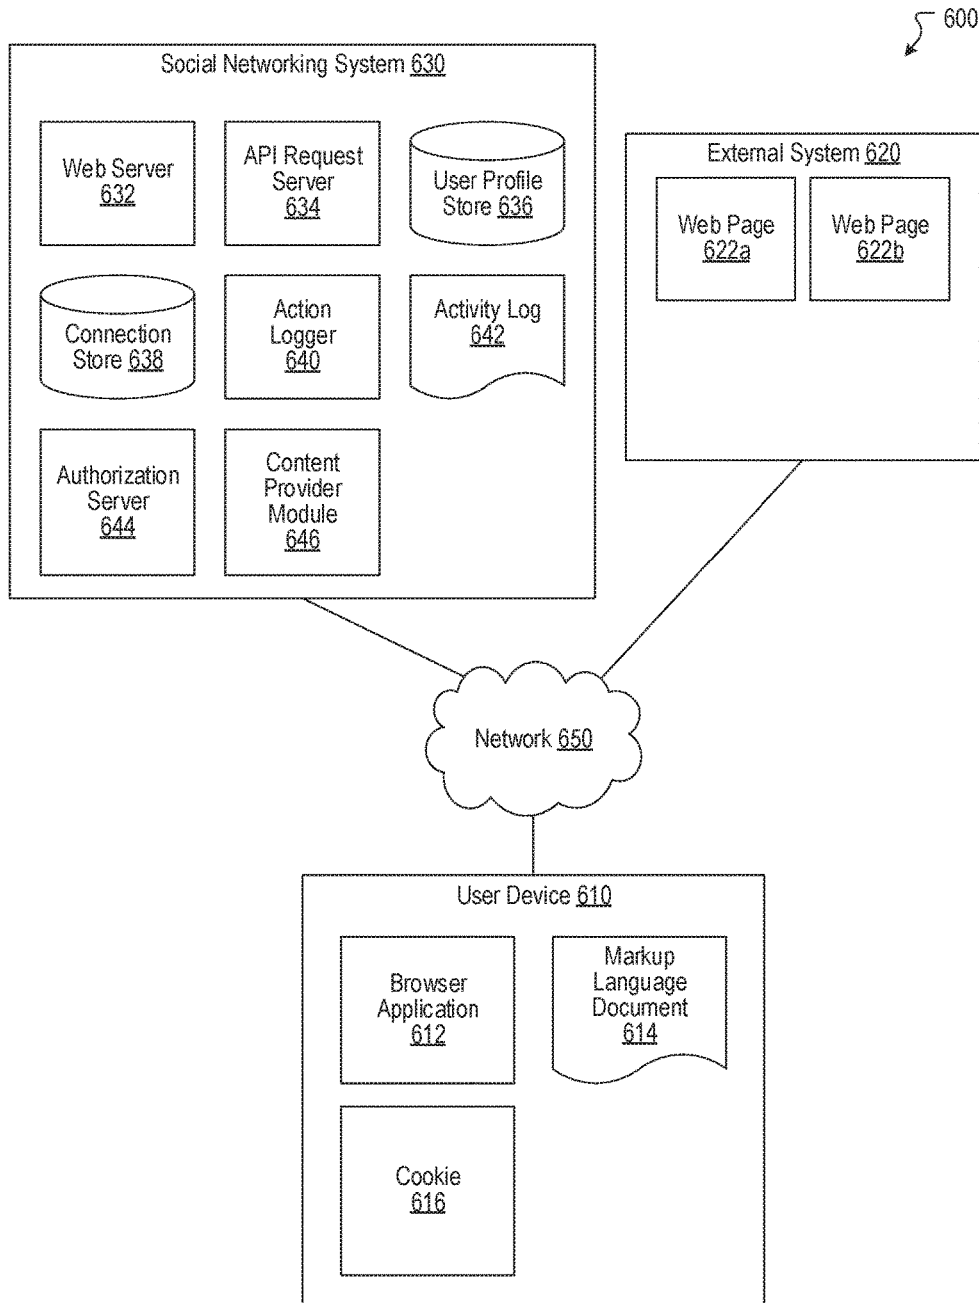 600
Social Networking System 630
Web Server
632
API Request
Server
634
User Profile
Store 636
Connection
Store 638
Action
Logger
640
Activity Log
642
Authorization
Server
644
Content
Provider
Module
646
External System 620
Web Page
622a
Web Page
622b
Network 650
User Device 610
Browser
Application
612
Markup
Language
Document
614
Cookie
616